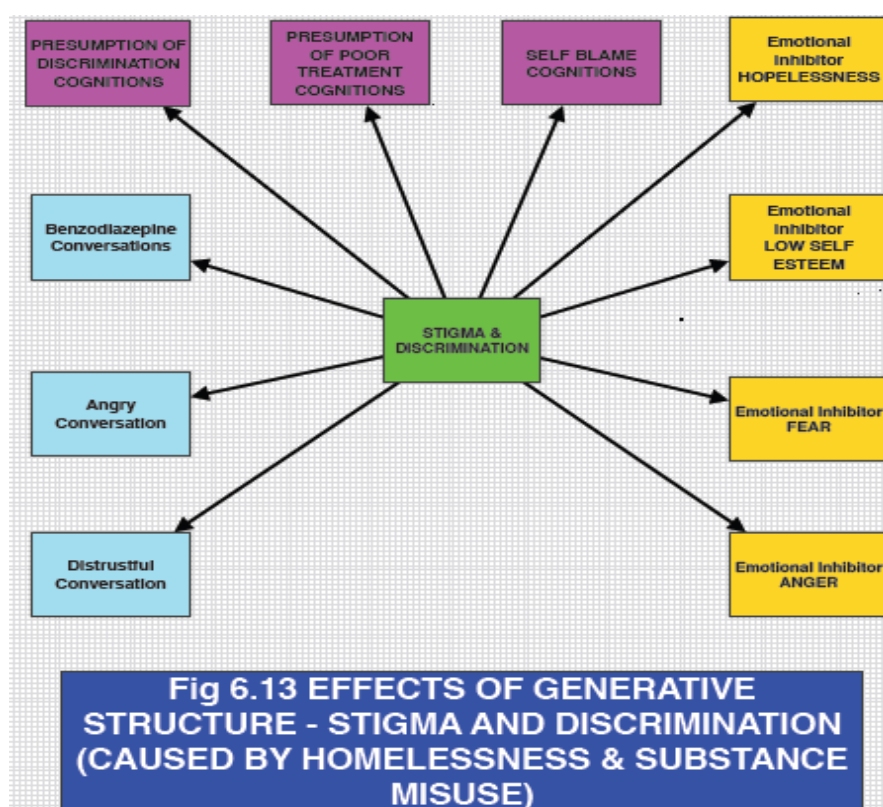 PRESUMPTION OF
DISCRIMINATION
COGNITIONS
PRESUMPTION
OF POOR
TREATMENT
COGNITIONS
SELF BLAME
COGNITIONS
Emotional
Inhibitor
HOPELESSNESS
Benzodiazepine
Conversations
Emotional
Inhibitor
LOW SELF
ESTEEM
STIGMA &
DISCRIMINATION
Angry
Conversation
Emotional Inhibitor
FEAR
Distrustful
Conversation
Emotional Inhibitor
ANGER
Fig 6.13 EFFECTS OF GENERATIVE
STRUCTURE - STIGMA AND DISCRIMINATION
(CAUSED BY HOMELESSNESS & SUBSTANCE
MISUSE)